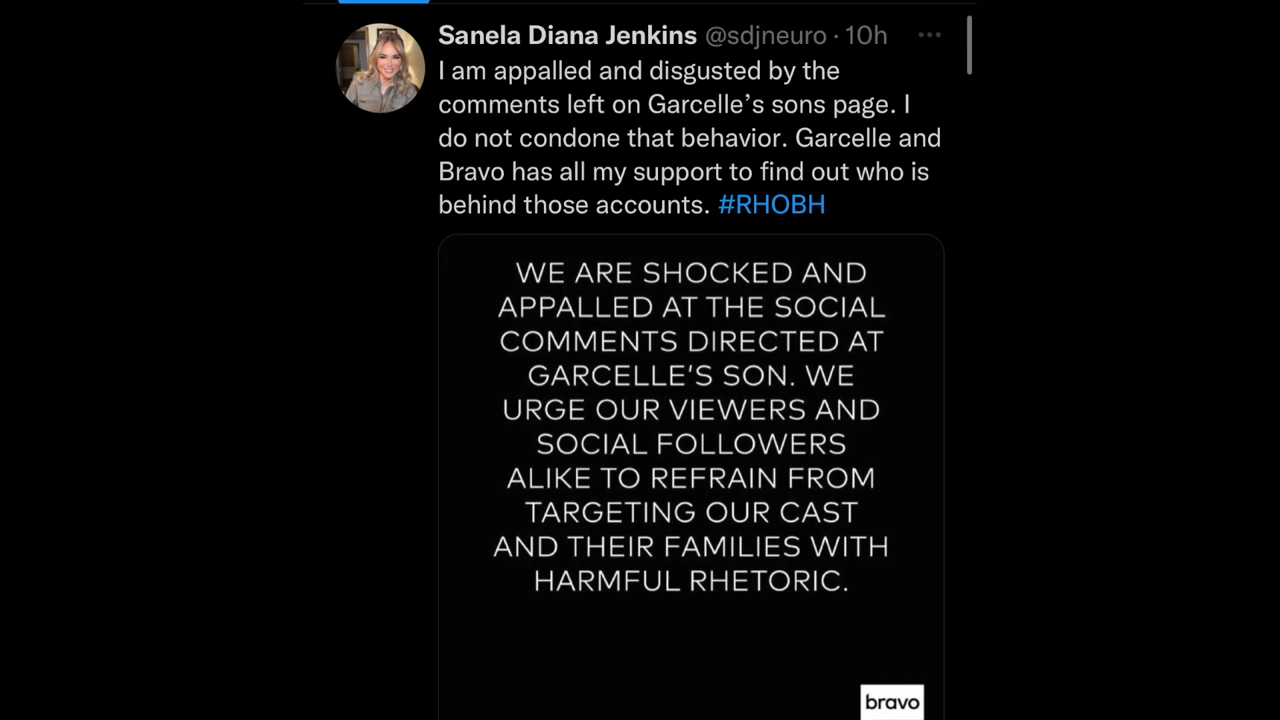 Sanela Diana Jenkins @sdjneuro · 10h
I am appalled and disgusted by the
comments left on Garcelle’s sons page. I
do not condone that behavior. Garcelle and
Bravo has all my support to find out who is
behind those accounts. #RHOBH
WE ARE SHOCKED AND
APPALLED AT THE SOCIAL
COMMENTS DIRECTED AT
GARCELLE’S SON. WE
URGE OUR VIEWERS AND
SOCIAL FOLLOWERS
ALIKE TO REFRAIN FROM
TARGETING OUR CAST
AND THEIR FAMILIES WITH
HARMFUL RHETORIC.
bravo